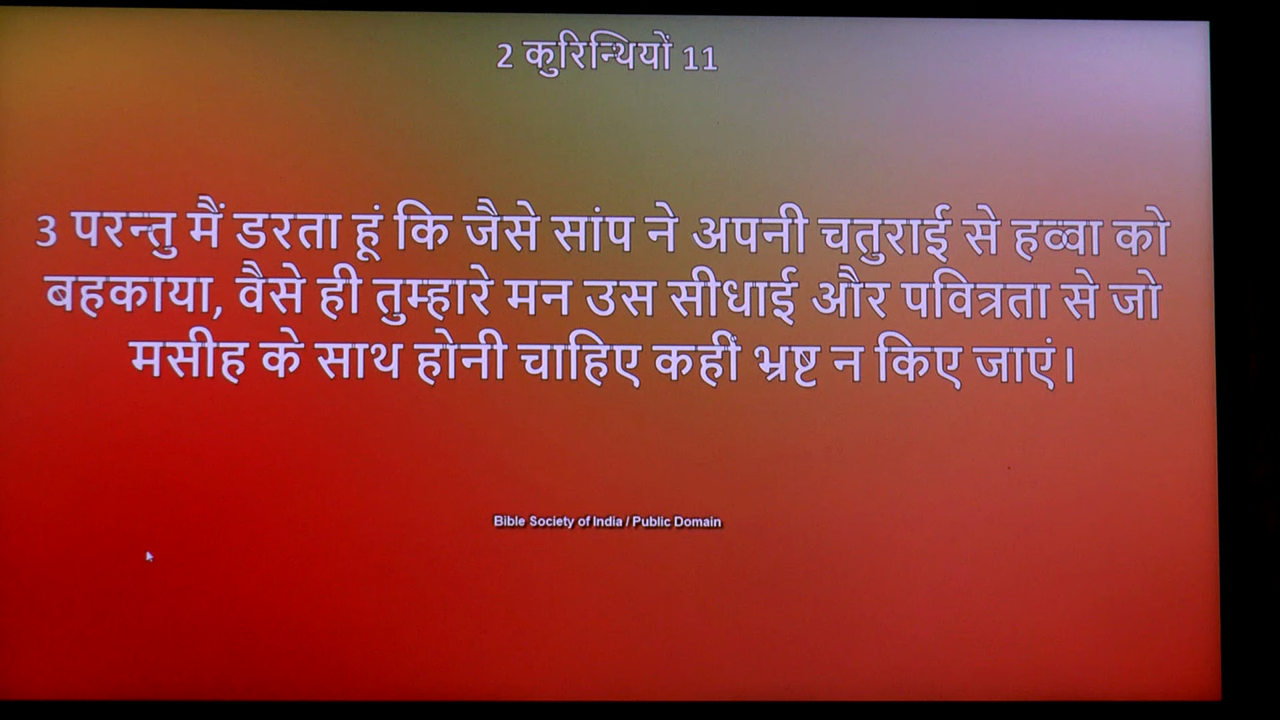 2 कुरिन्थियों 11
3 परन्तु मैं डरता हूं कि जैसे सांप ने अपनी चतुराई से हव्वा को
बहकाया, वैसे ही तुम्हारे मन उस सीधाई और पवित्रता से जो
मसीह के साथ होनी चाहिए कहीं भ्रष्ट न किए जाएं।
Bible Society of India / Public Domain